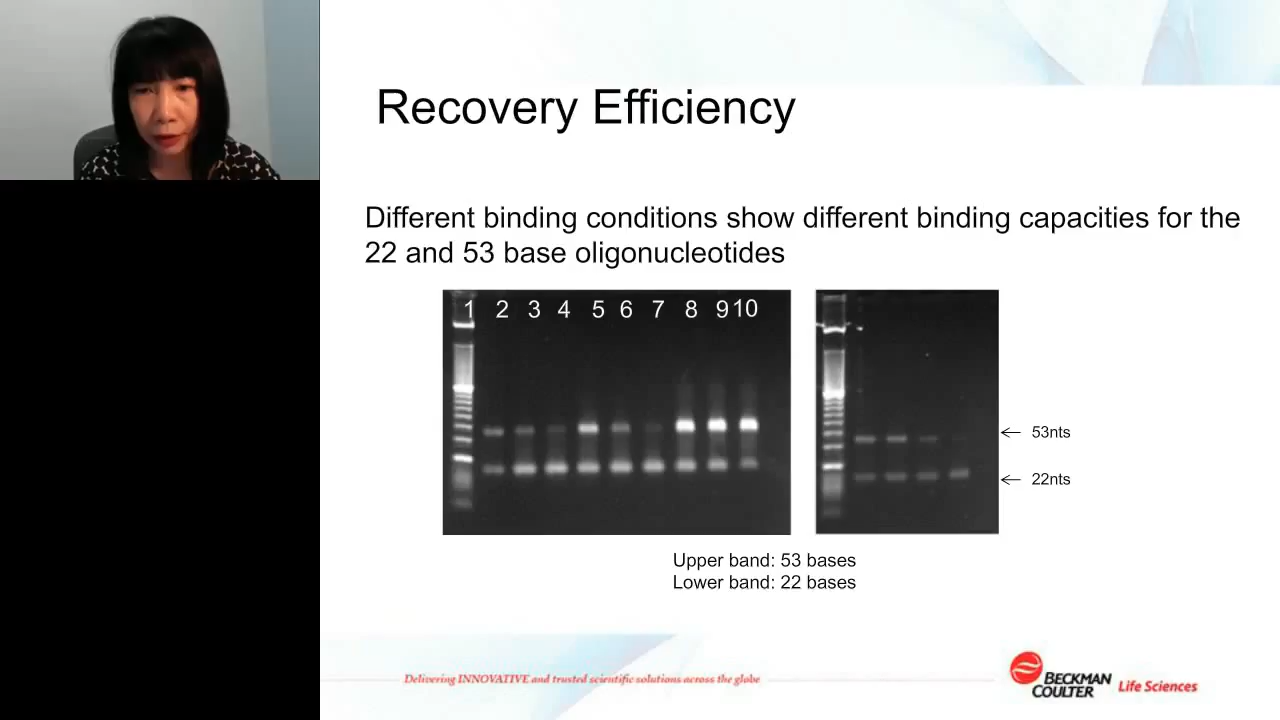 Recovery Efficiency
Different binding conditions show different binding capacities for the
22 and 53 base oligonucleotides
1 2 3 4 5 6 7 8 9 10
53nts
22nts
Upper band: 53 bases
Lower band: 22 bases
Delivering INNOVATIVE and trusted scientific solutions across the globe
BECKMAN
COULTER Life Sciences